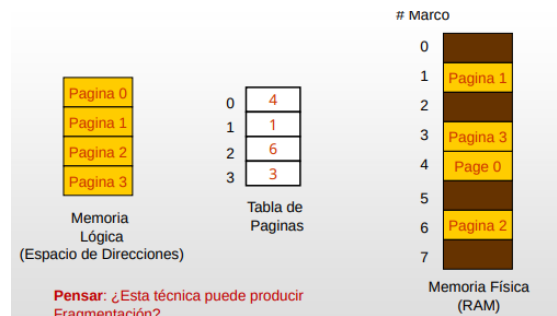 # Marco
0
1 Pagina 1
2
3 Pagina 3
4 Page 0
5
6 Pagina 2
7
Memoria Física
(RAM)
Pagina 0
Pagina 1
Pagina 2
Pagina 3
Memoria
Lógica
(Espacio de Direcciones)
0 4
1 1
2 6
3 3
Tabla de
Paginas
Pensar: ¿Esta técnica puede producir
Fragmentación?